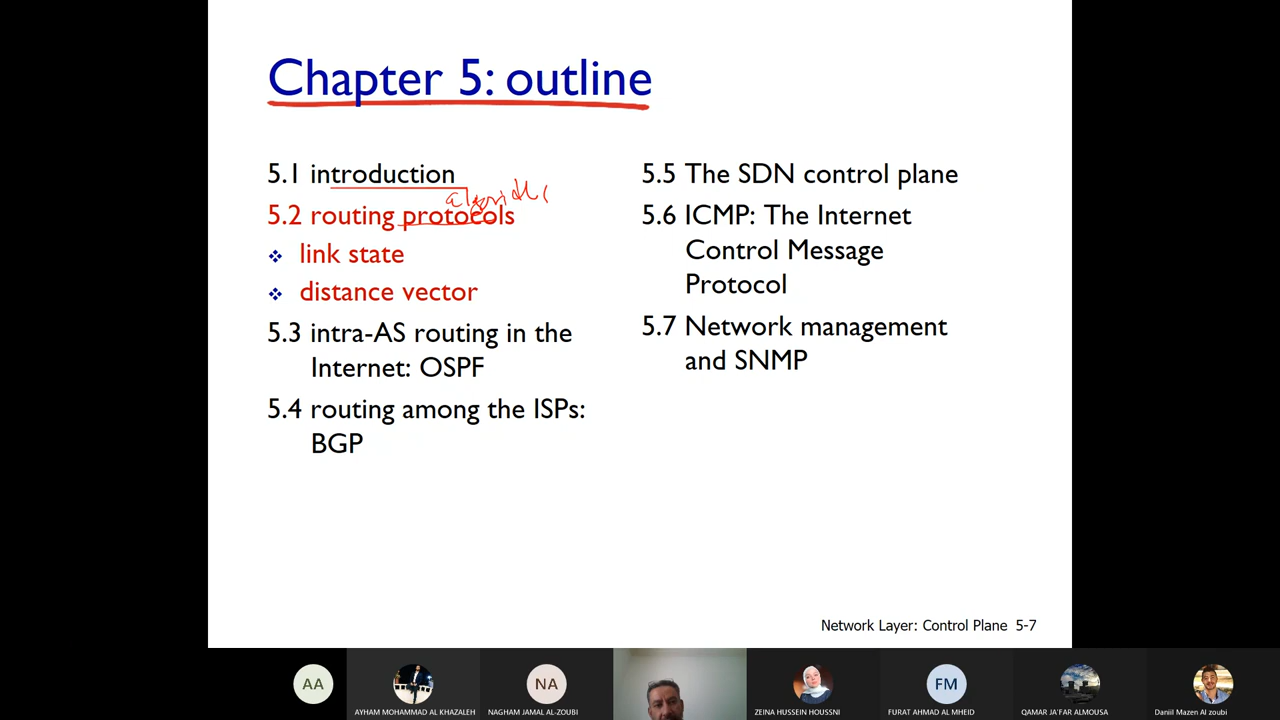 Chapter 5: outline
5.1 introduction
5.2 routing protocols
link state
distance vector
5.3 intra-AS routing in the
Internet: OSPF
5.4 routing among the ISPs:
BGP
5.5 The SDN control plane
5.6 ICMP: The Internet
Control Message
Protocol
5.7 Network management
and SNMP
Network Layer: Control Plane 5-7
AA
AYHAM MOHAMMAD AL KHAZALEH
NA
NAGHAM JAMAL AL-ZOUBI
ZEINA HUSSEIN HOUSSNI
FM
FURAT AHMAD AL MHEID
QAMAR JA'FAR ALMOUSA
Daniil Mazen Al zoubi